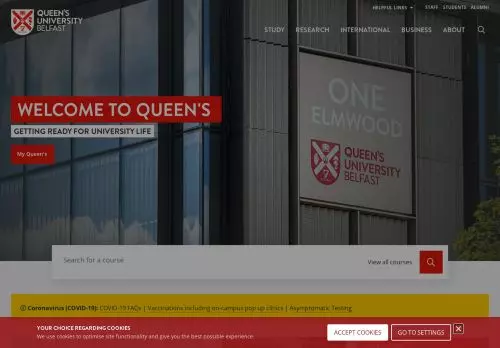 QUEEN'S
UNIVERSITY
BELFAST
HELPFUL LINKS
STAFF STUDENTS ALUMNI
STUDY RESEARCH INTERNATIONAL BUSINESS ABOUT
ONE
ELMWOOD
QUEEN'S
UNIVERSITY
BELFAST
WELCOME TO QUEEN'S
GETTING READY FOR UNIVERSITY LIFE
My Queen's
Search for a course
View all courses
Coronavirus (COVID-19): COVID-19 FAQs | Vaccinations including on-campus pop up clinics | Asymptomatic Testing
YOUR CHOICE REGARDING COOKIES
We use cookies to optimise site functionality and give you the best possible experience.
ACCEPT COOKIES
GO TO SETTINGS